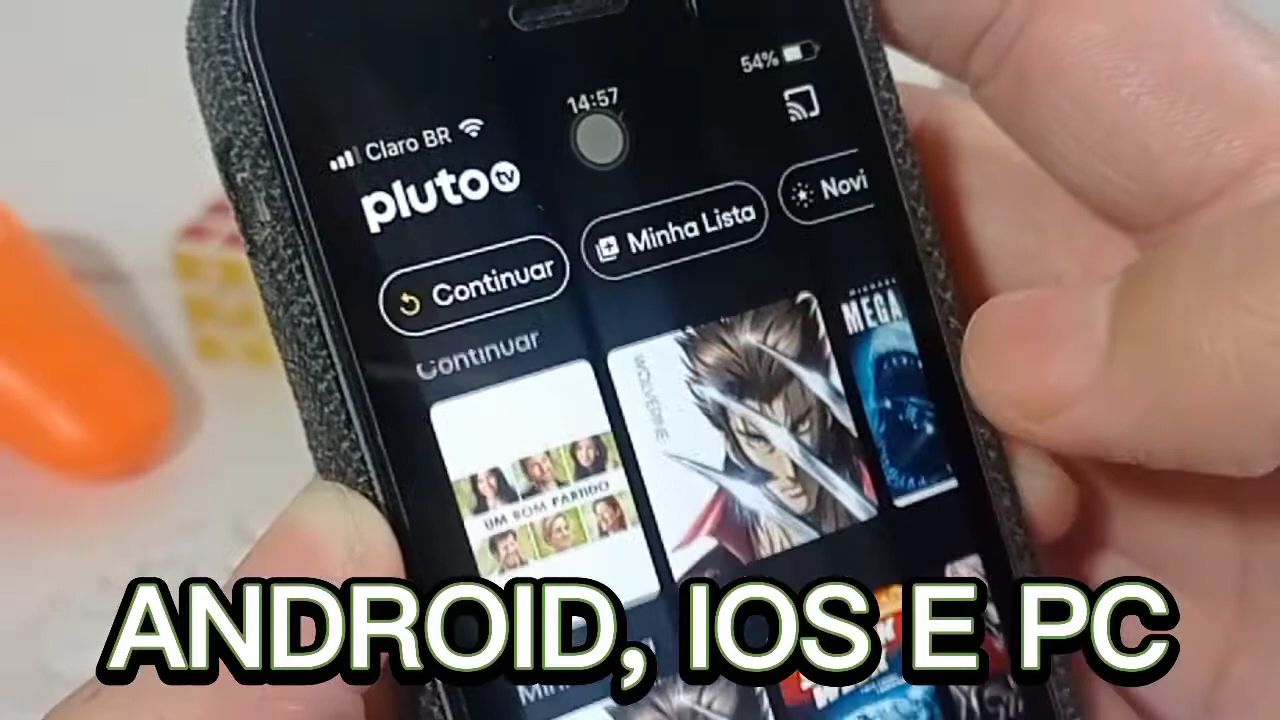 54%
14:57
Claro BR
pluto tv
Continuar
Minha Lista
Novi
Continuar
WOLVERINE
MEGA
UM BOM PARTIDO
ANDROID, IOS E PC